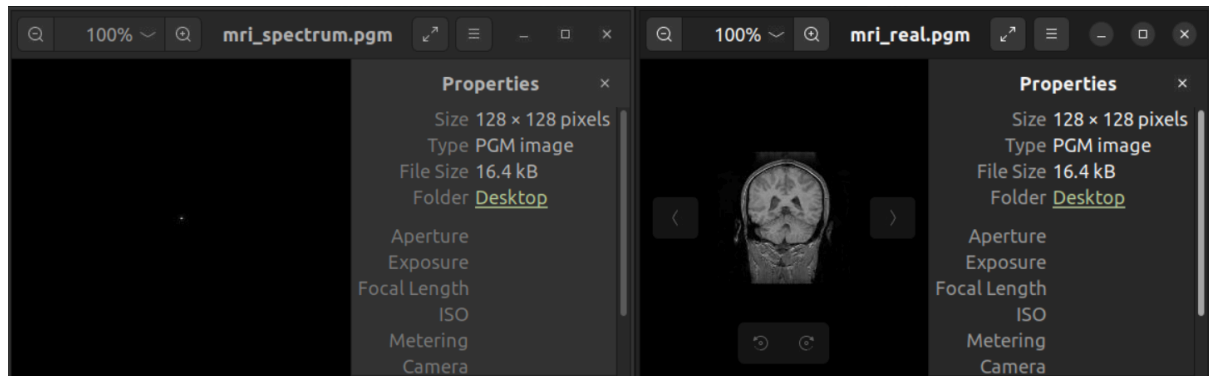 100% mri_spectrum.pgm
Properties
Size 128 × 128 pixels
Type PGM image
File Size 16.4 kB
Folder Desktop
Aperture
Exposure
Focal Length
ISO
Metering
Camera
100% mri_real.pgm
Properties
Size 128 × 128 pixels
Type PGM image
File Size 16.4 kB
Folder Desktop
Aperture
Exposure
Focal Length
ISO
Metering
Camera